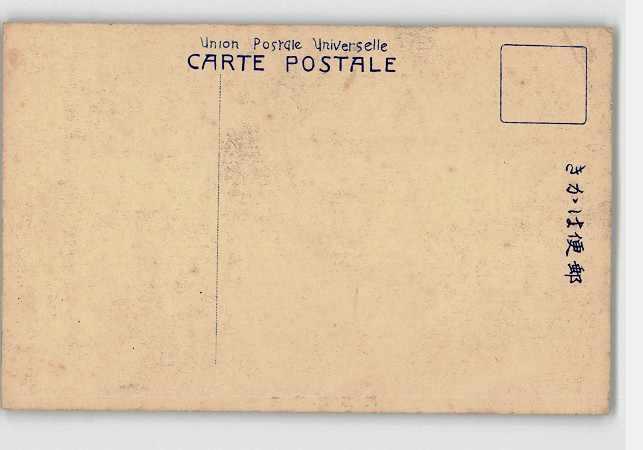 Union Postale Universelle
CARTE POSTALE
きかﾞは便郵